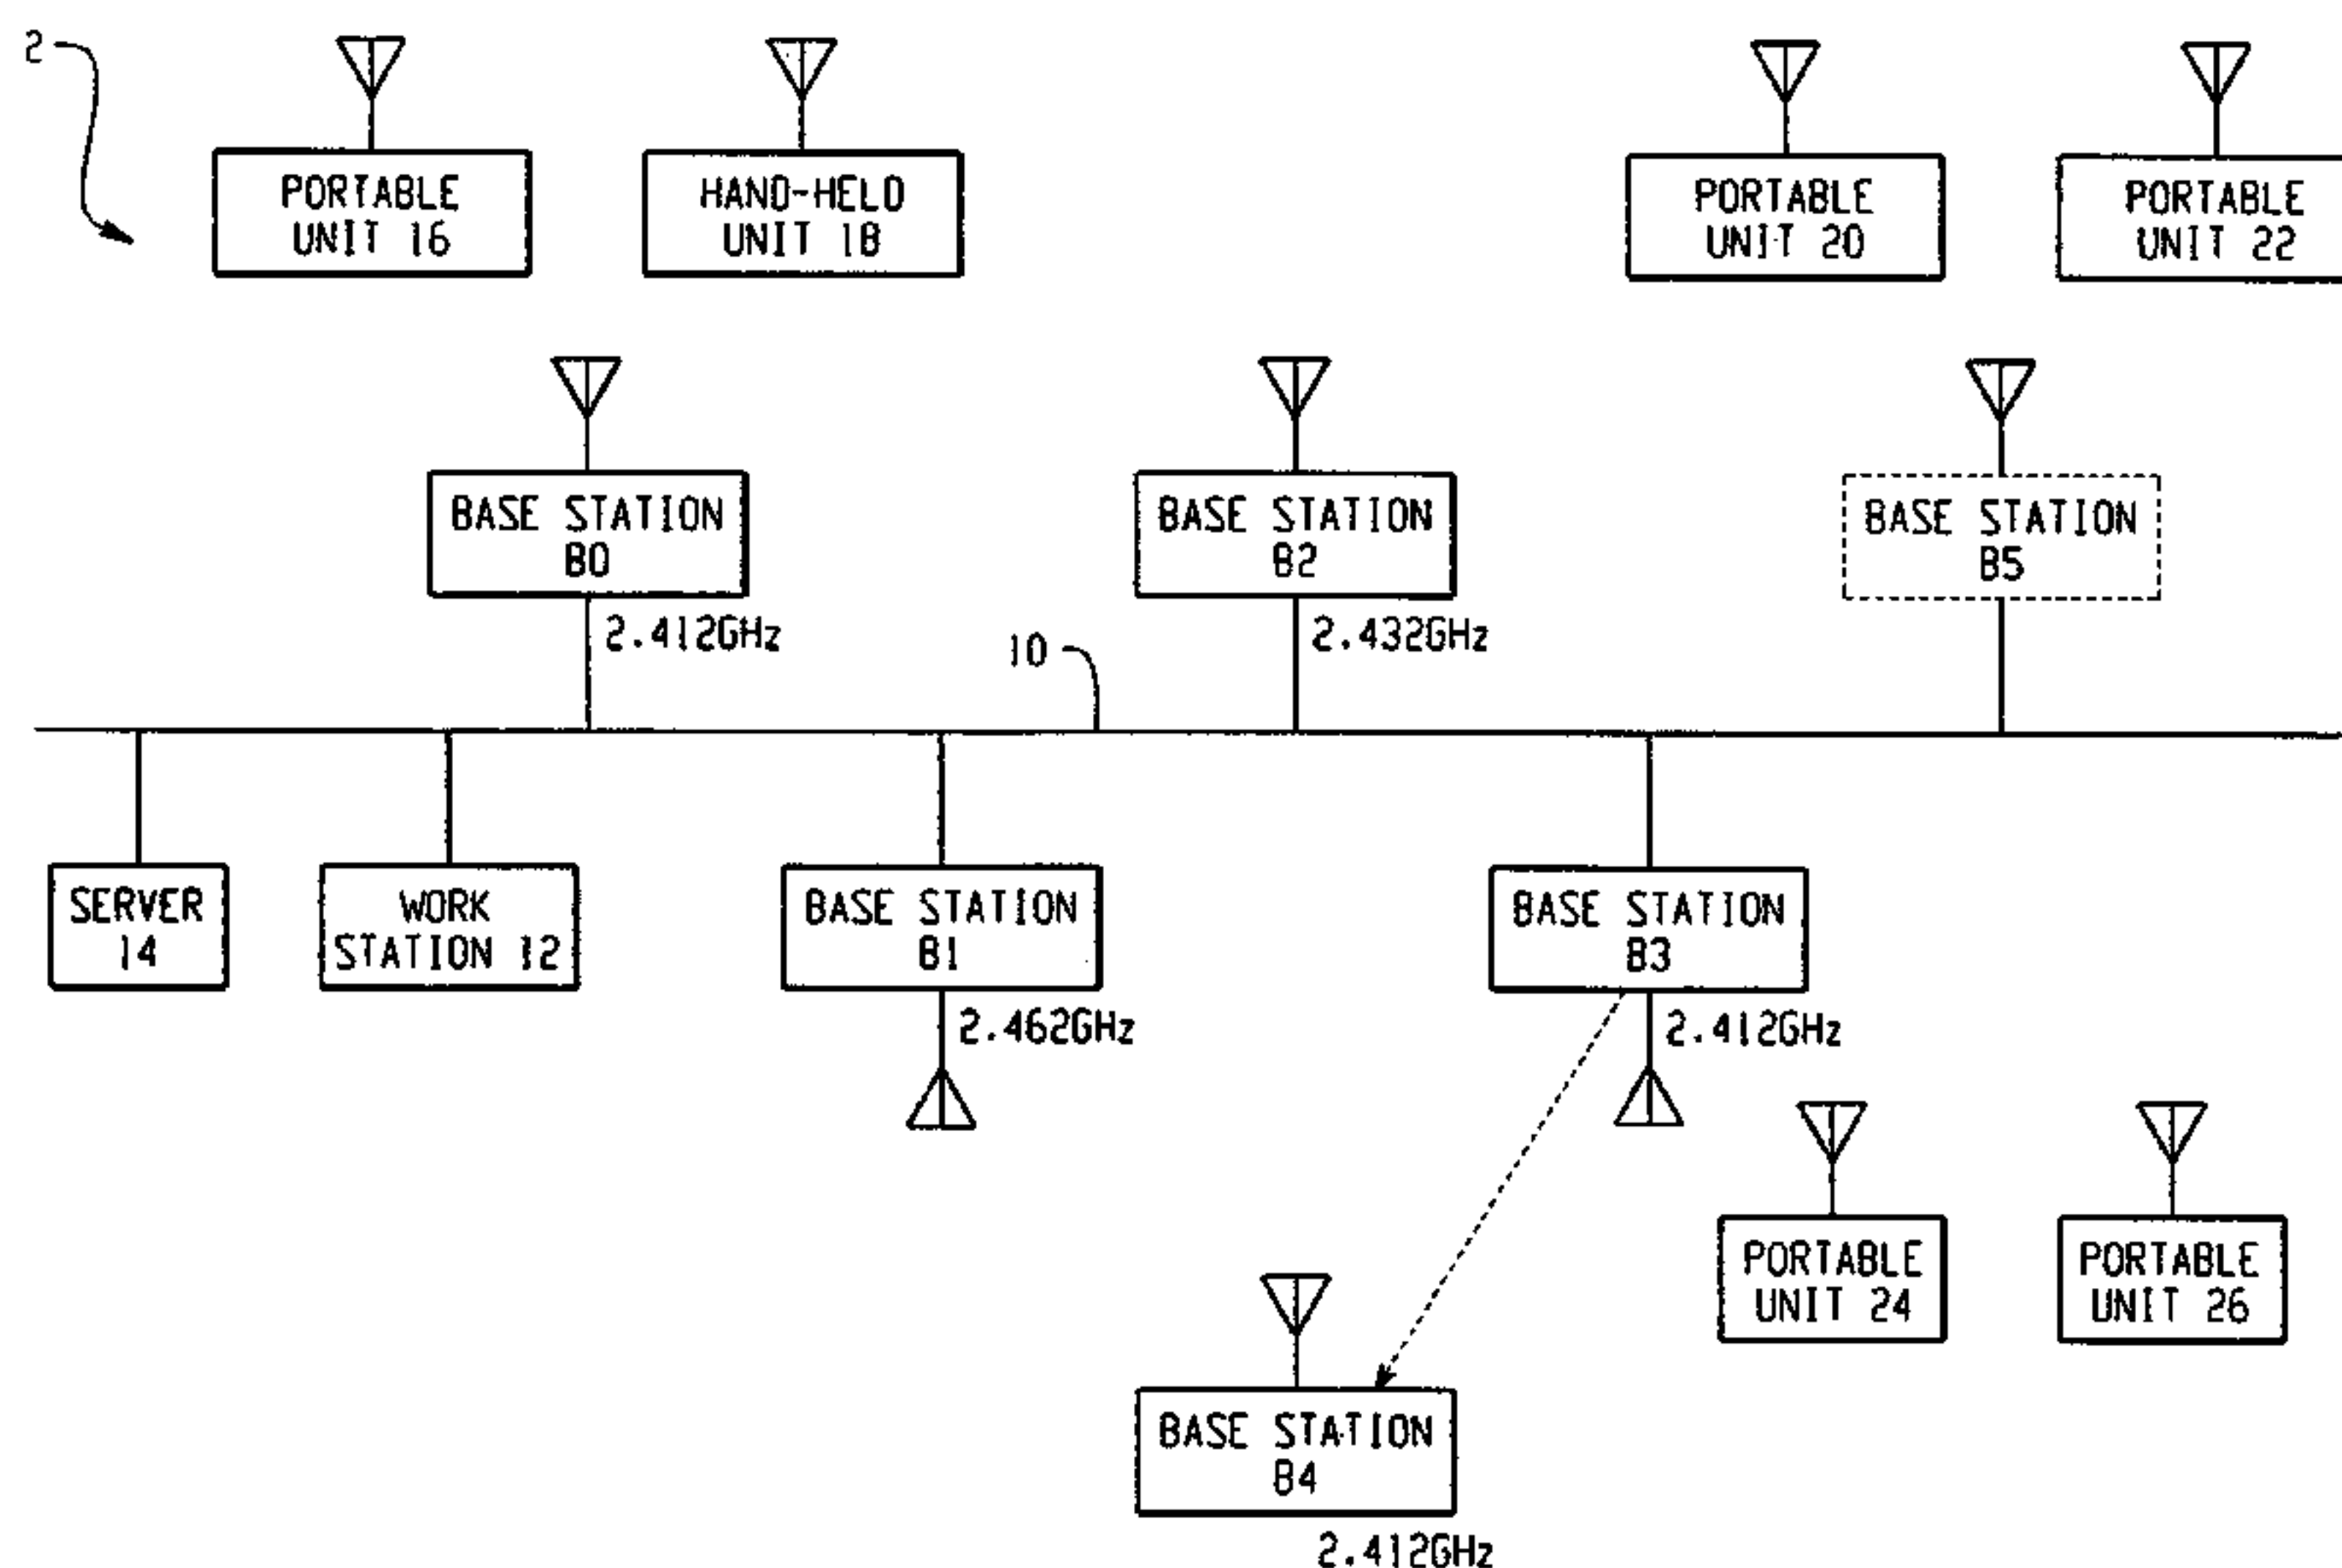 2
PORTABLE
UNIT 16
HAND-HELD
UNIT 18
PORTABLE
UNIT 20
PORTABLE
UNIT 22
BASE STATION
B0
2.412GHz
BASE STATION
B2
2.432GHz
BASE STATION
B5
10
SERVER
14
WORK
STATION 12
BASE STATION
B1
2.462GHz
BASE STATION
B3
2.412GHz
PORTABLE
UNIT 24
PORTABLE
UNIT 26
BASE STATION
B4
2.412GHz